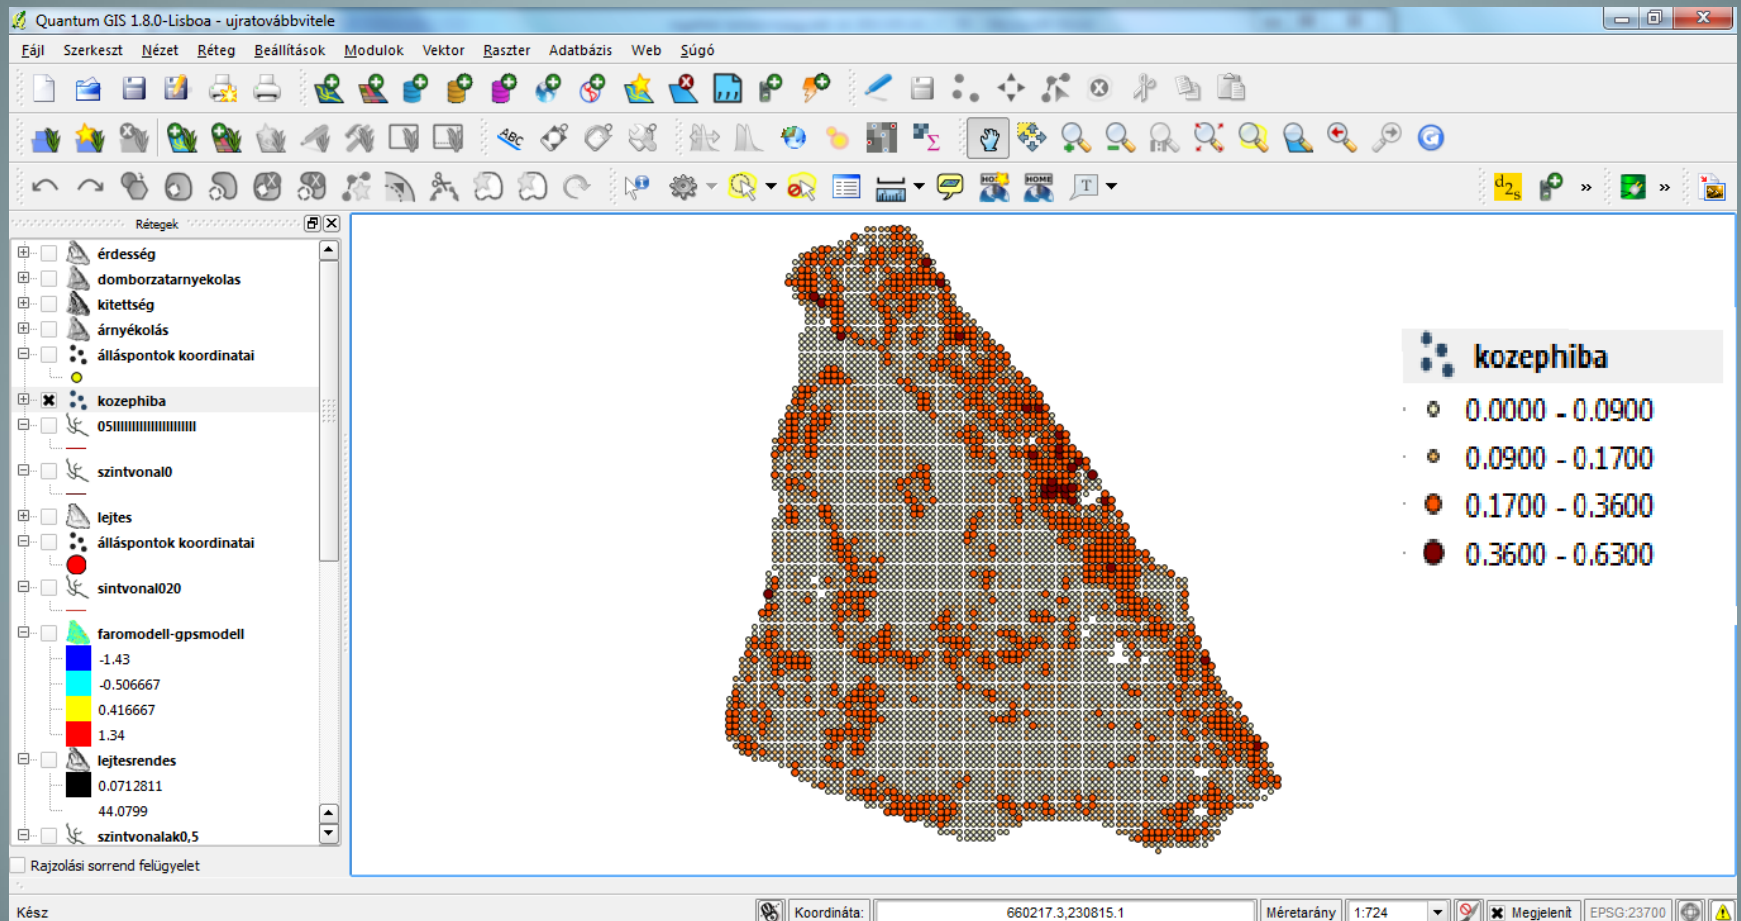 Quantum GIS 1.8.0-Lisboa - ujratovábbvitele
Fájl Szerkeszt Nézet Réteg Beállítások Modulok Vektor Raszter Adatbázis Web Súgó
Rétegek
érdesség
domborzatarnyekolas
kitettség
árnyékolás
álláspontok koordinatai
kozephiba
szintvonal0
lejtes
álláspontok koordinatai
sintvonal020
faromodell-gpsmodell
-1.43
-0.506667
0.416667
1.34
lejtesrendes
0.0712811
44.0799
szintvonalak0,5
Rajzolási sorrend felügyelet
kozephiba
0.0000 - 0.0900
0.0900 - 0.1700
0.1700 - 0.3600
0.3600 - 0.6300
Kész
Koordináta: 660217.3,230815.1 Méretarány 1:724 Megjelenít EPSG:23700